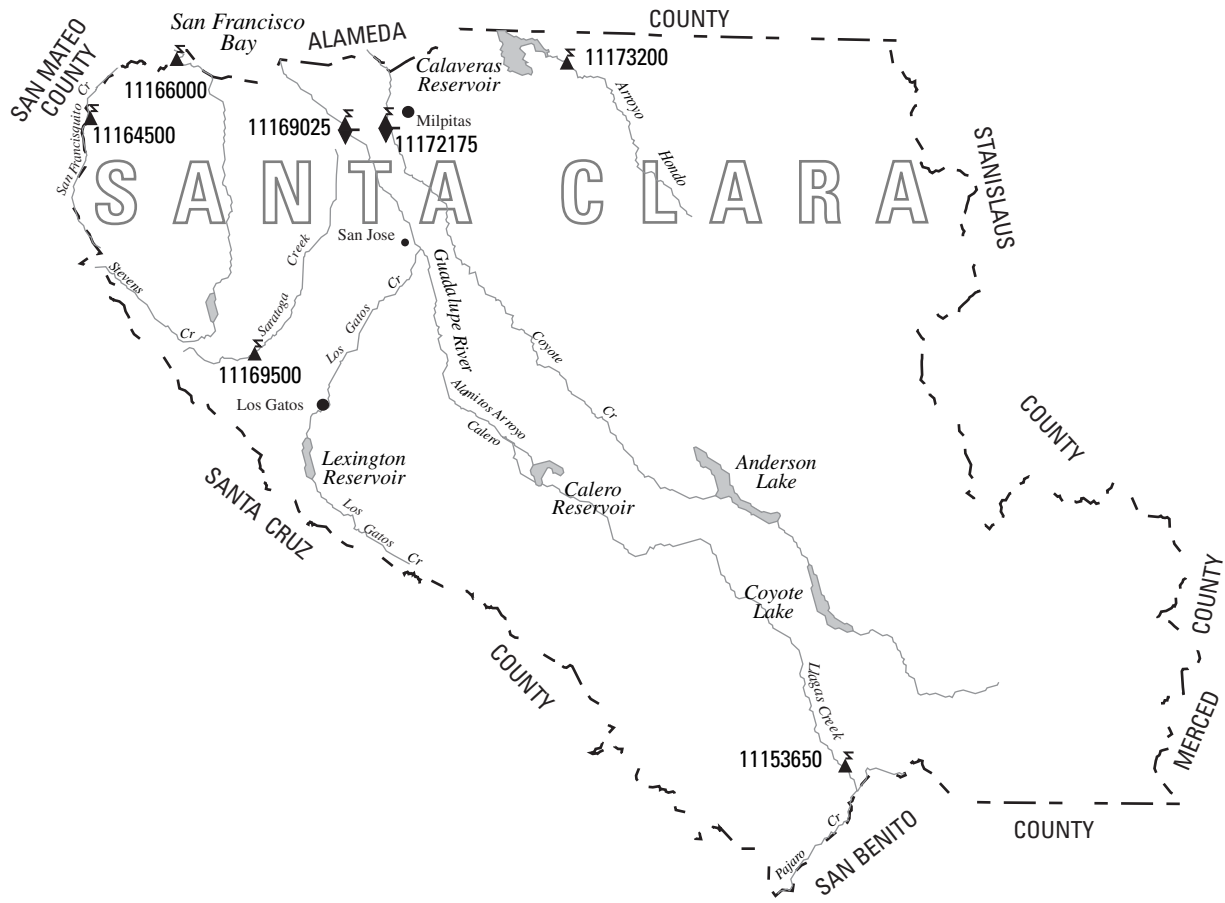 COUNTY
San Francisco
Bay
ALAMEDA
SAN MATEO
COUNTY
Calaveras
Reservoir
11173200
11166000
Cr
11164500
San Francisquito
11169025
Milpitas
11172175
Arroyo
Hondo
STANISLAUS
SANTA CLARA
San Jose
Creek
Saratoga
Stevens
Cr
Guadalupe River
Cr
Gatos
Los
Coyote
Cr
11169500
Los Gatos
Alamitos Arroyo
Calero
COUNTY
Lexington
Reservoir
Anderson
Lake
Calero
Reservoir
SANTA CRUZ
Los
Gatos
Cr
Coyote
Lake
COUNTY
COUNTY
Llagas Creek
MERCED
11153650
Cr
Pajaro
SAN BENITO
COUNTY